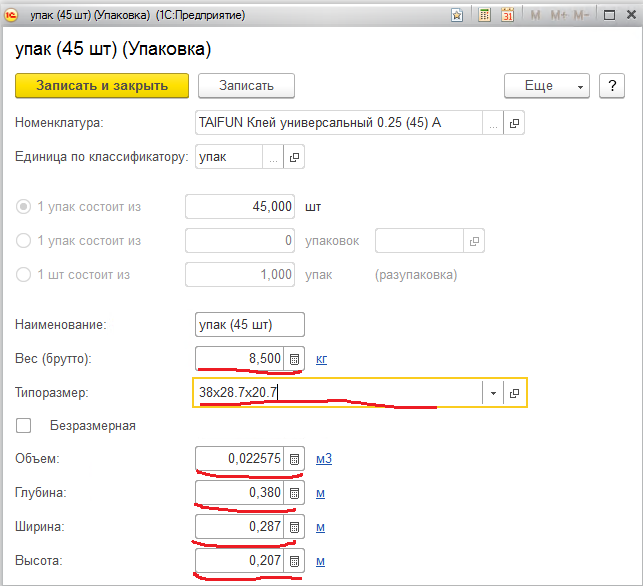 упак (45 шт) (Упаковка) (1С:Предприятие) 31 M M+ M-
упак (45 шт) (Упаковка)
Записать и закрыть Записать Еще ?
Номенклатура: TAIFUN Клей универсальный 0.25 (45) А ...
Единица по классификатору: упак ...
1 упак состоит из 45,000 шт
1 упак состоит из 0 упаковок
1 шт состоит из 1,000 упак (разупаковка)
Наименование: упак (45 шт)
Вес (брутто): 8,500 кг
Типоразмер: 38х28.7х20.7
Безразмерная
Объем: 0,022575 м3
Глубина: 0,380 м
Ширина: 0,287 м
Высота: 0,207 м